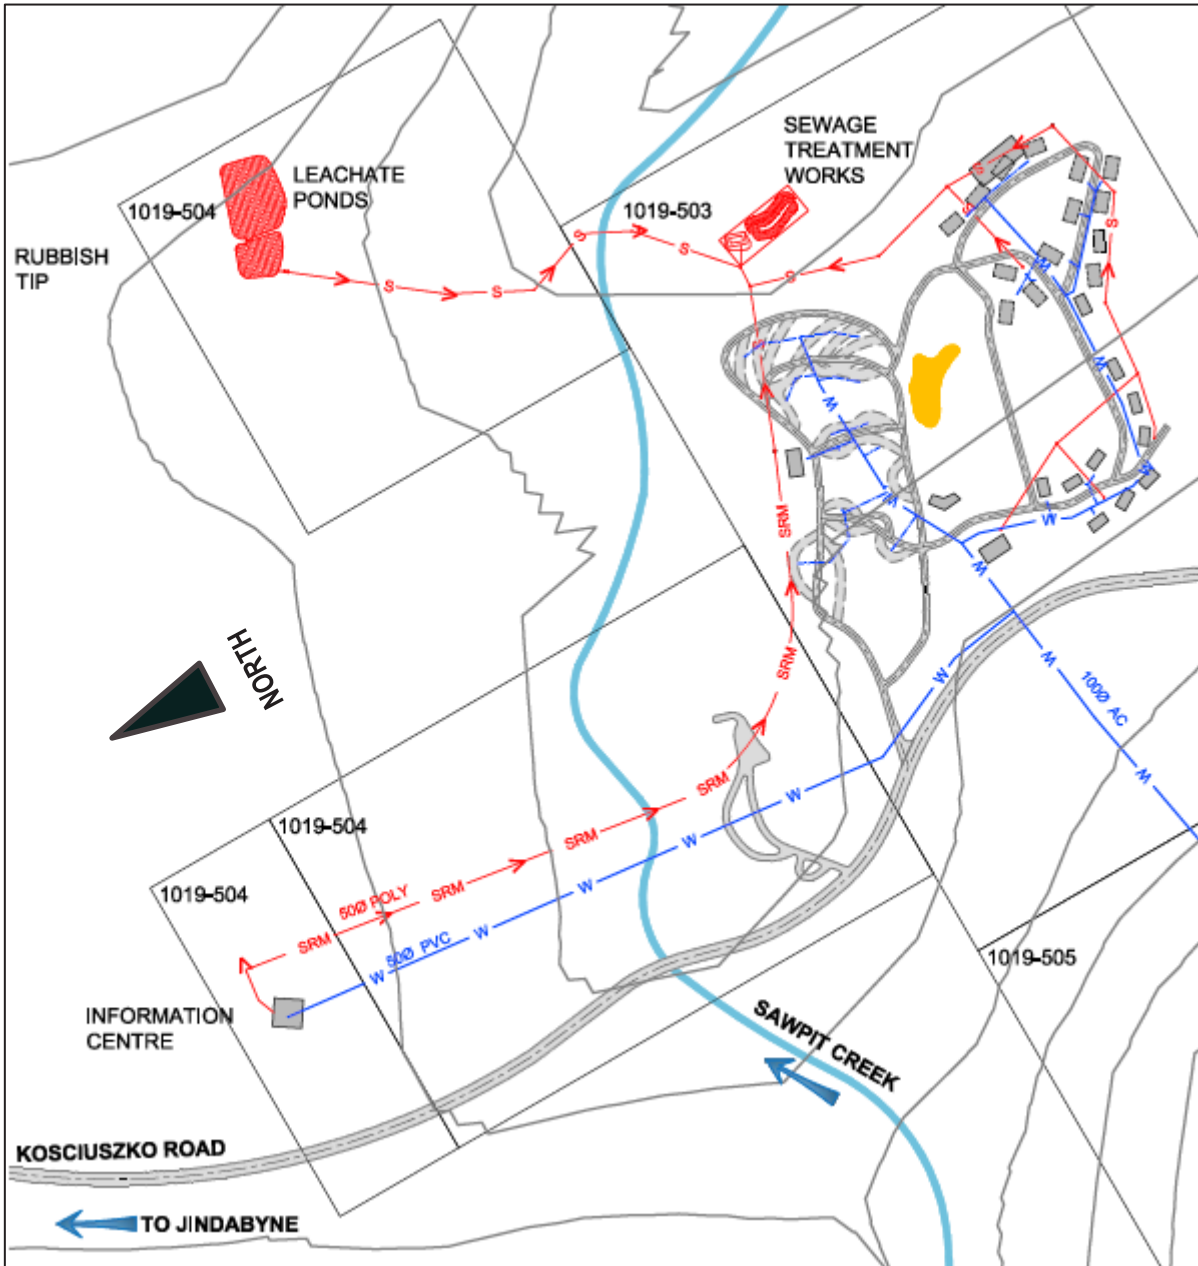 SEWAGE
TREATMENT
WORKS
LEACHATE
PONDS
1019-504
1019-503
RUBBISH
TIP
S
S
S
S
S
S
S
S
S
W
W
W
W
W
W
W
SRM
NORTH
SRM
W
W
W
100Ø AC
W
SRM
W
W
1019-504
SRM
1019-504
50Ø POLY
SRM
W
W
50Ø PVC
SRM
W
W
1019-505
INFORMATION
CENTRE
SAWPIT CREEK
KOSCIUSZKO ROAD
TO JINDABYNE